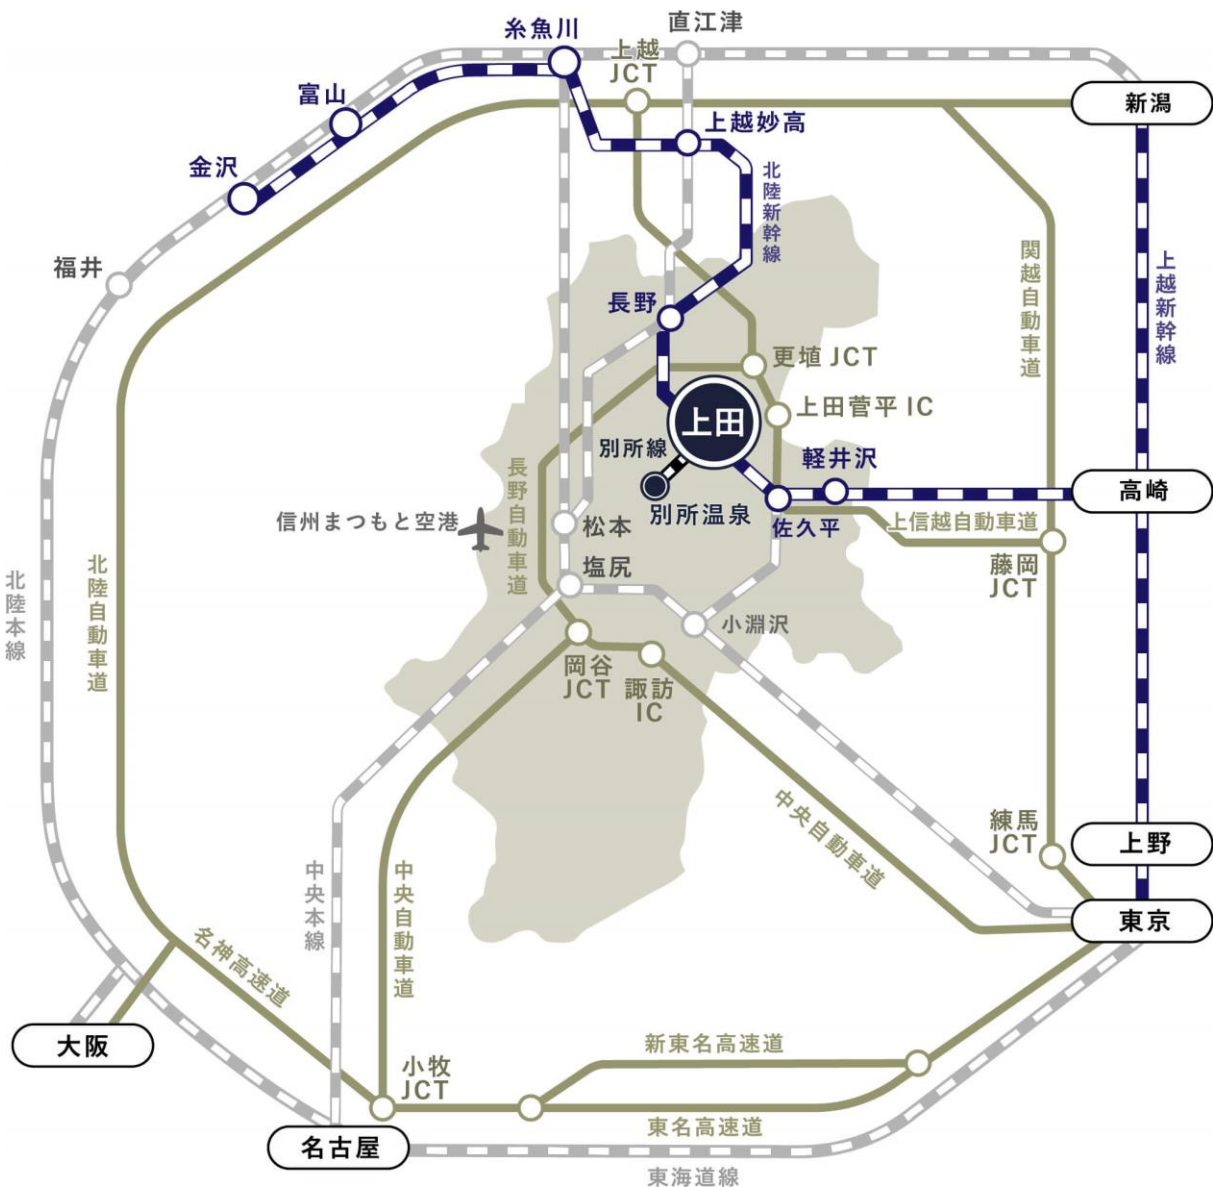 直江津
糸魚川
上越
JCT
富山
新潟
上越妙高
金沢
北陸新幹線
福井
関越自動車道
上越新幹線
長野
更埴 JCT
上田菅平 IC
上田
別所線
軽井沢
長野自動車道
高崎
別所温泉
佐久平
上信越自動車道
信州まつもと空港
松本
藤岡
JCT
塩尻
北陸本線
北陸自動車道
小淵沢
岡谷
JCT
諏訪
IC
中央自動車道
練馬
JCT
上野
中央本線
中央自動車道
東京
名神高速道
大阪
新東名高速道
小牧
JCT
東名高速道
名古屋
東海道線